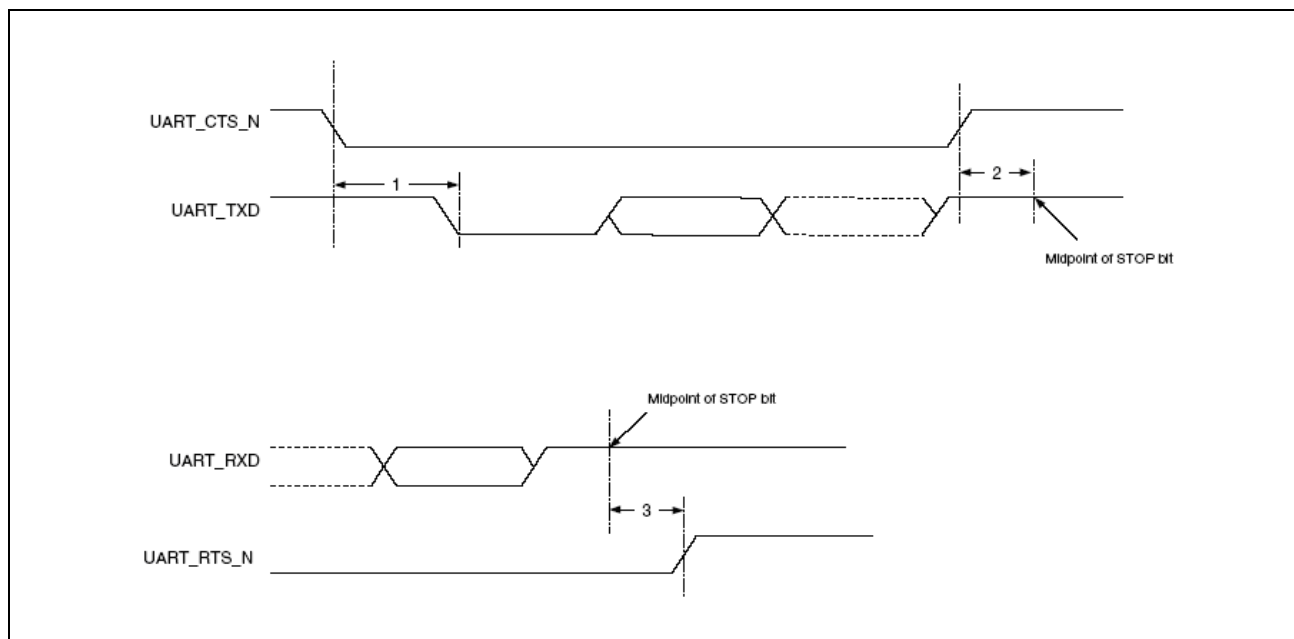 UART_CTS_N
1
2
UART_TXD
Midpoint of STOP bit
Midpoint of STOP bit
UART_RXD
3
UART_RTS_N